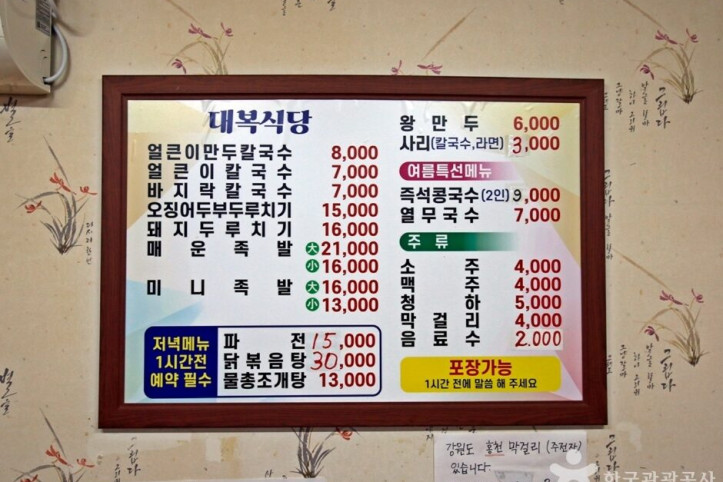 대복식당
얼큰이만두칼국수 8,000
얼큰이칼국수 7,000
바지락칼국수 7,000
오징어두부두루치기 15,000
돼지두루치기 16,000
매운족발 大 21,000
小 16,000
미니족발 大 16,000
小 13,000
저녁메뉴
1시간전
예약 필수
파전 15,000
닭볶음탕 30,000
물총조개탕 13,000
왕만두 6,000
사리(칼국수,라면) 3,000
여름특선메뉴
즉석콩국수(2인) 9,000
열무국수 7,000
주류
소주 4,000
맥주 4,000
청하 5,000
막걸리 4,000
음료수 2.000
포장가능
1시간 전에 말씀 해 주세요
강원도 홍천 막걸리 (주전자)
있습니다
한국관광공사